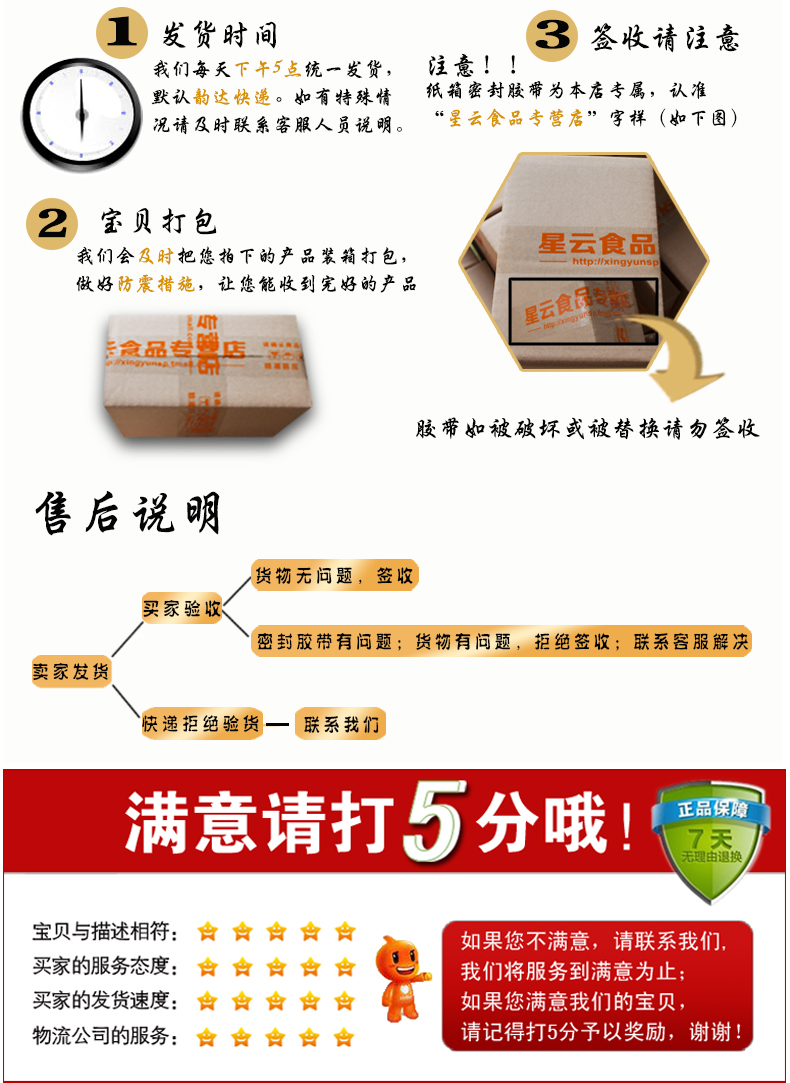 1 发货时间
我们每天下午5点统一发货，
默认韵达快递。如有特殊情
况请及时联系客服人员说明。
2 宝贝打包
我们会及时把您拍下的产品装箱打包，
做好防震措施，让您能收到完好的产品
食品专营店
3 签收请注意
注意！！
纸箱密封胶带为本店专属，认准
“星云食品专营店”字样（如下图）
星云食品
http://xingyunsp
星云食品专营店
胶带如被破坏或被替换请勿签收
售后说明
货物无问题，签收
买家验收
密封胶带有问题；货物有问题，拒绝签收；联系客服解决
卖家发货
快递拒绝验货
联系我们
满意请打5分哦！
正品保障
7天
无理由退换
宝贝与描述相符：
买家的服务态度：
买家的发货速度：
物流公司的服务：
如果您不满意，请联系我们，
我们将服务到满意为止；
如果您满意我们的宝贝，
请记得打5分予以奖励，谢谢！